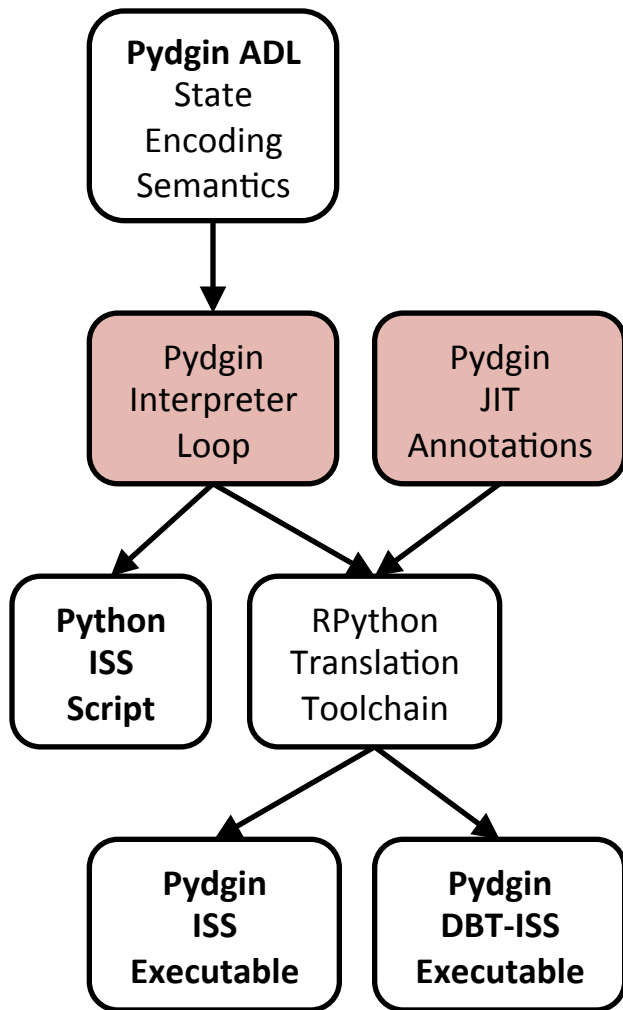 Pydgin ADL
State
Encoding
Semantics
Pydgin
Interpreter
Loop
Pydgin
JIT
Annotations
Python
ISS
Script
RPython
Translation
Toolchain
Pydgin
ISS
Executable
Pydgin
DBT-ISS
Executable